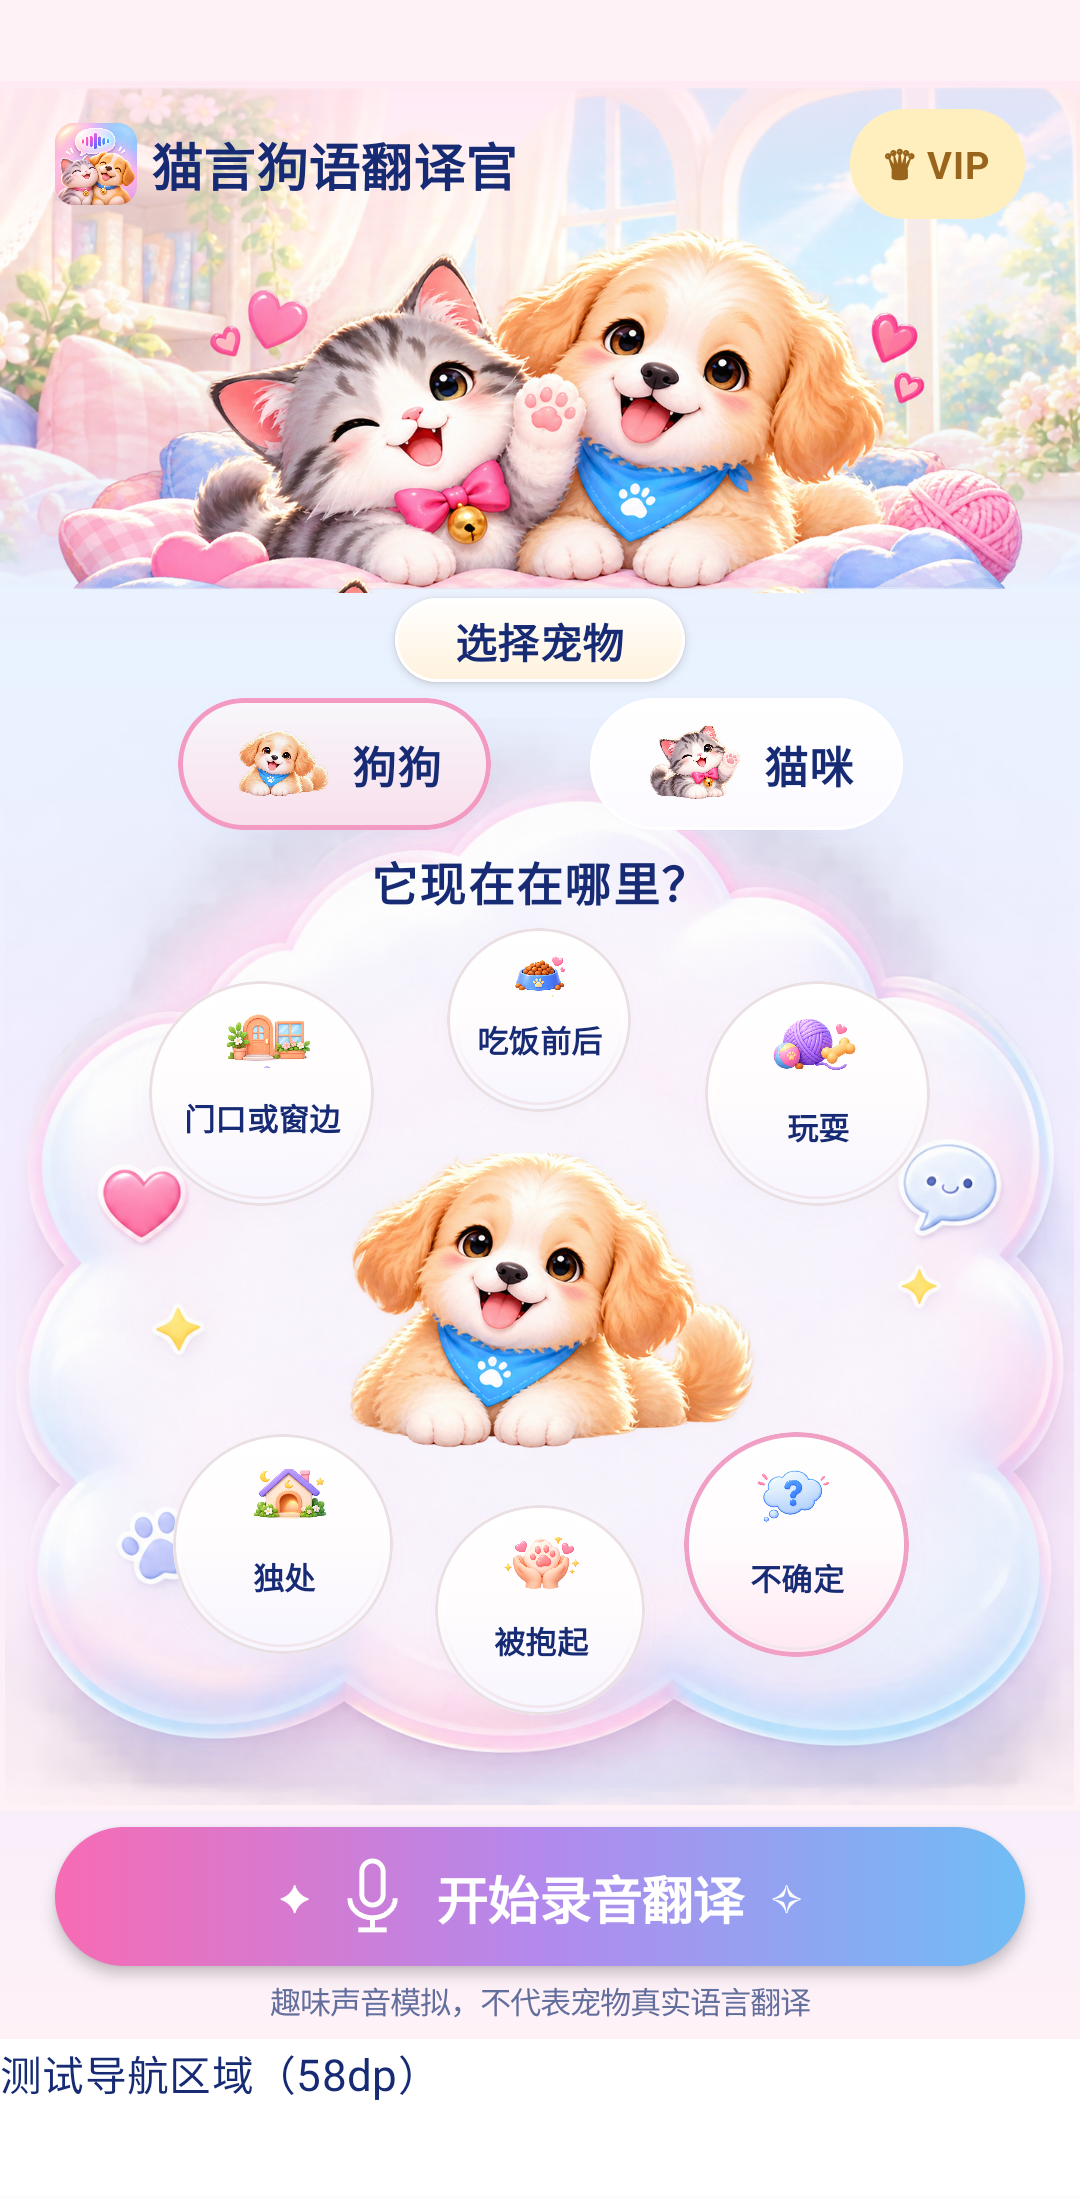 猫言狗语翻译官
VIP
选择宠物
狗狗
猫咪
它现在在哪里？
吃饭前后
门口或窗边
玩耍
独处
不确定
被抱起
开始录音翻译
趣味声音模拟，不代表宠物真实语言翻译
测试导航区域（58dp）